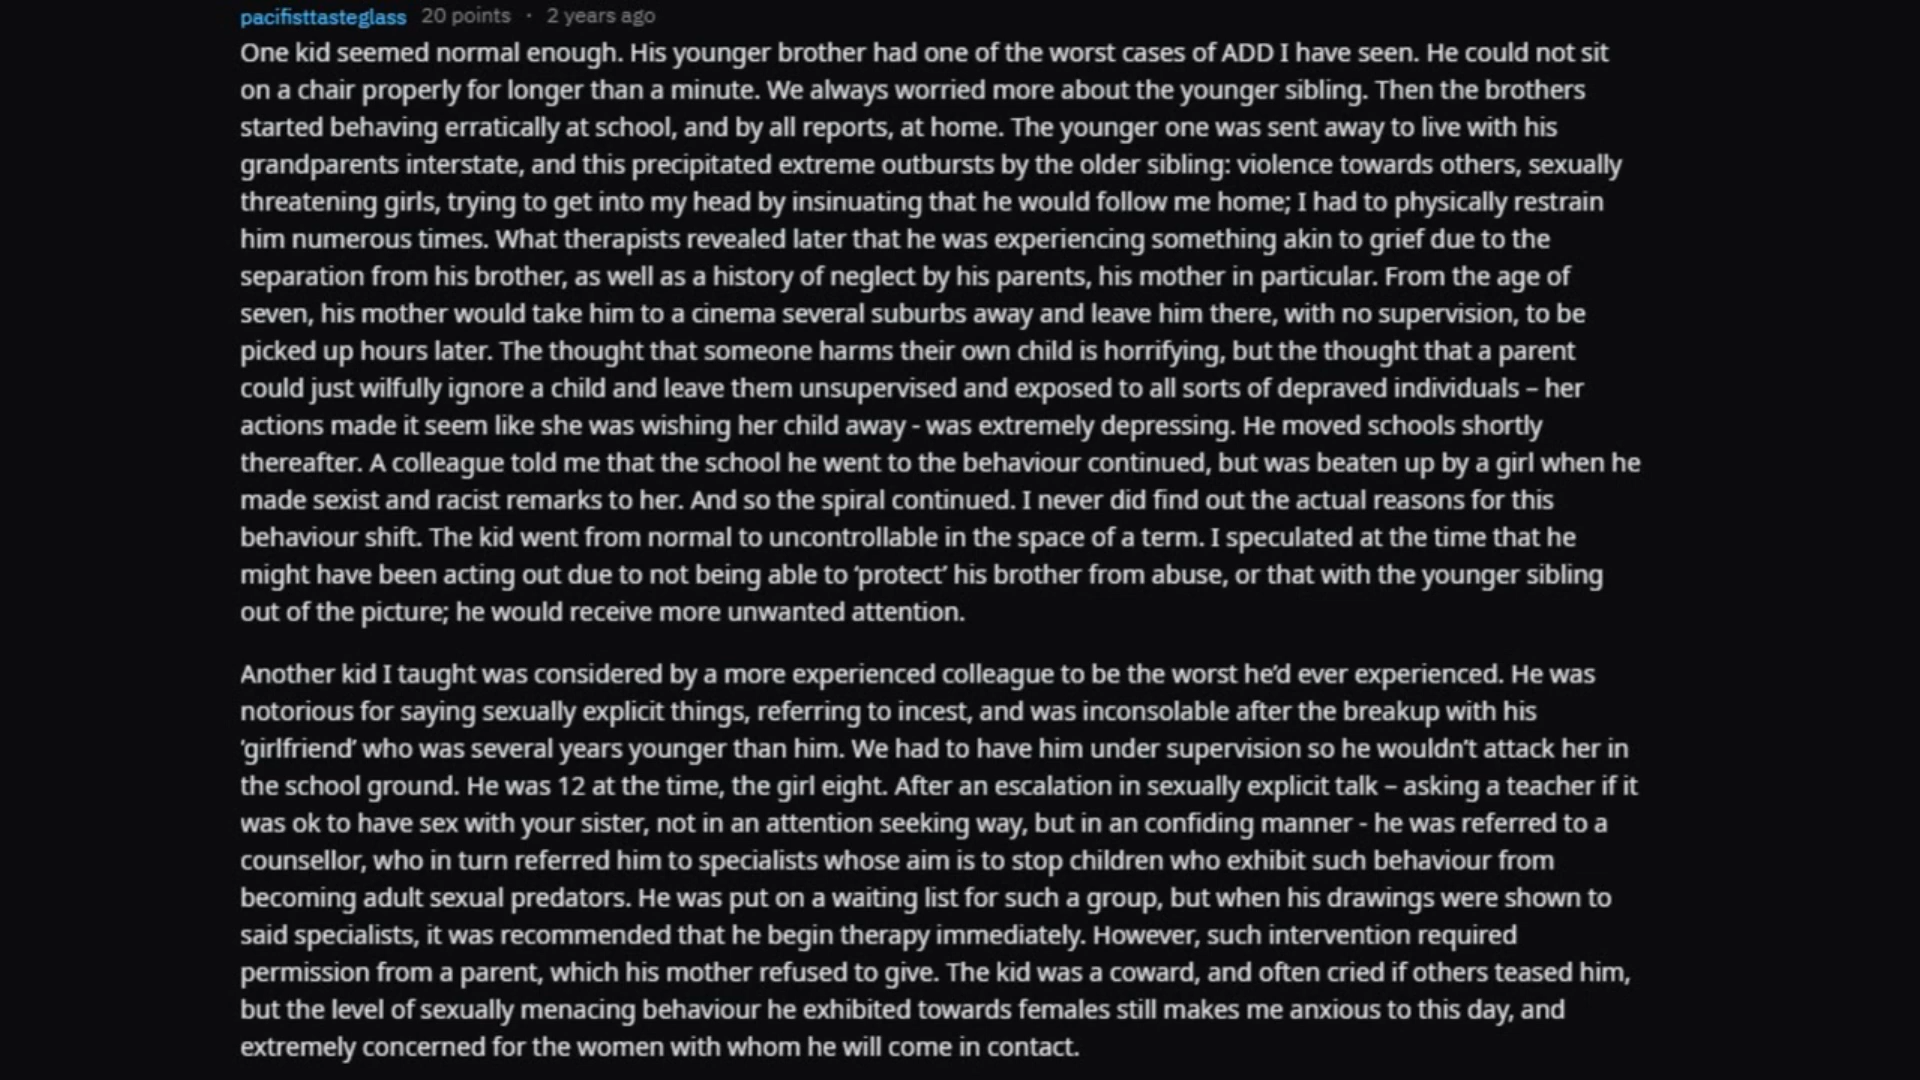 pacifisttasteglass 20 points · 2 years ago
One kid seemed normal enough. His younger brother had one of the worst cases of ADD I have seen. He could not sit
on a chair properly for longer than a minute. We always worried more about the younger sibling. Then the brothers
started behaving erratically at school, and by all reports, at home. The younger one was sent away to live with his
grandparents interstate, and this precipitated extreme outbursts by the older sibling: violence towards others, sexually
threatening girls, trying to get into my head by insinuating that he would follow me home; I had to physically restrain
him numerous times. What therapists revealed later that he was experiencing something akin to grief due to the
separation from his brother, as well as a history of neglect by his parents, his mother in particular. From the age of
seven, his mother would take him to a cinema several suburbs away and leave him there, with no supervision, to be
picked up hours later. The thought that someone harms their own child is horrifying, but the thought that a parent
could just wilfully ignore a child and leave them unsupervised and exposed to all sorts of depraved individuals – her
actions made it seem like she was wishing her child away - was extremely depressing. He moved schools shortly
thereafter. A colleague told me that the school he went to the behaviour continued, but was beaten up by a girl when he
made sexist and racist remarks to her. And so the spiral continued. I never did find out the actual reasons for this
behaviour shift. The kid went from normal to uncontrollable in the space of a term. I speculated at the time that he
might have been acting out due to not being able to ‘protect’ his brother from abuse, or that with the younger sibling
out of the picture; he would receive more unwanted attention.
Another kid I taught was considered by a more experienced colleague to be the worst he’d ever experienced. He was
notorious for saying sexually explicit things, referring to incest, and was inconsolable after the breakup with his
‘girlfriend’ who was several years younger than him. We had to have him under supervision so he wouldn’t attack her in
the school ground. He was 12 at the time, the girl eight. After an escalation in sexually explicit talk – asking a teacher if it
was ok to have sex with your sister, not in an attention seeking way, but in an confiding manner - he was referred to a
counsellor, who in turn referred him to specialists whose aim is to stop children who exhibit such behaviour from
becoming adult sexual predators. He was put on a waiting list for such a group, but when his drawings were shown to
said specialists, it was recommended that he begin therapy immediately. However, such intervention required
permission from a parent, which his mother refused to give. The kid was a coward, and often cried if others teased him,
but the level of sexually menacing behaviour he exhibited towards females still makes me anxious to this day, and
extremely concerned for the women with whom he will come in contact.